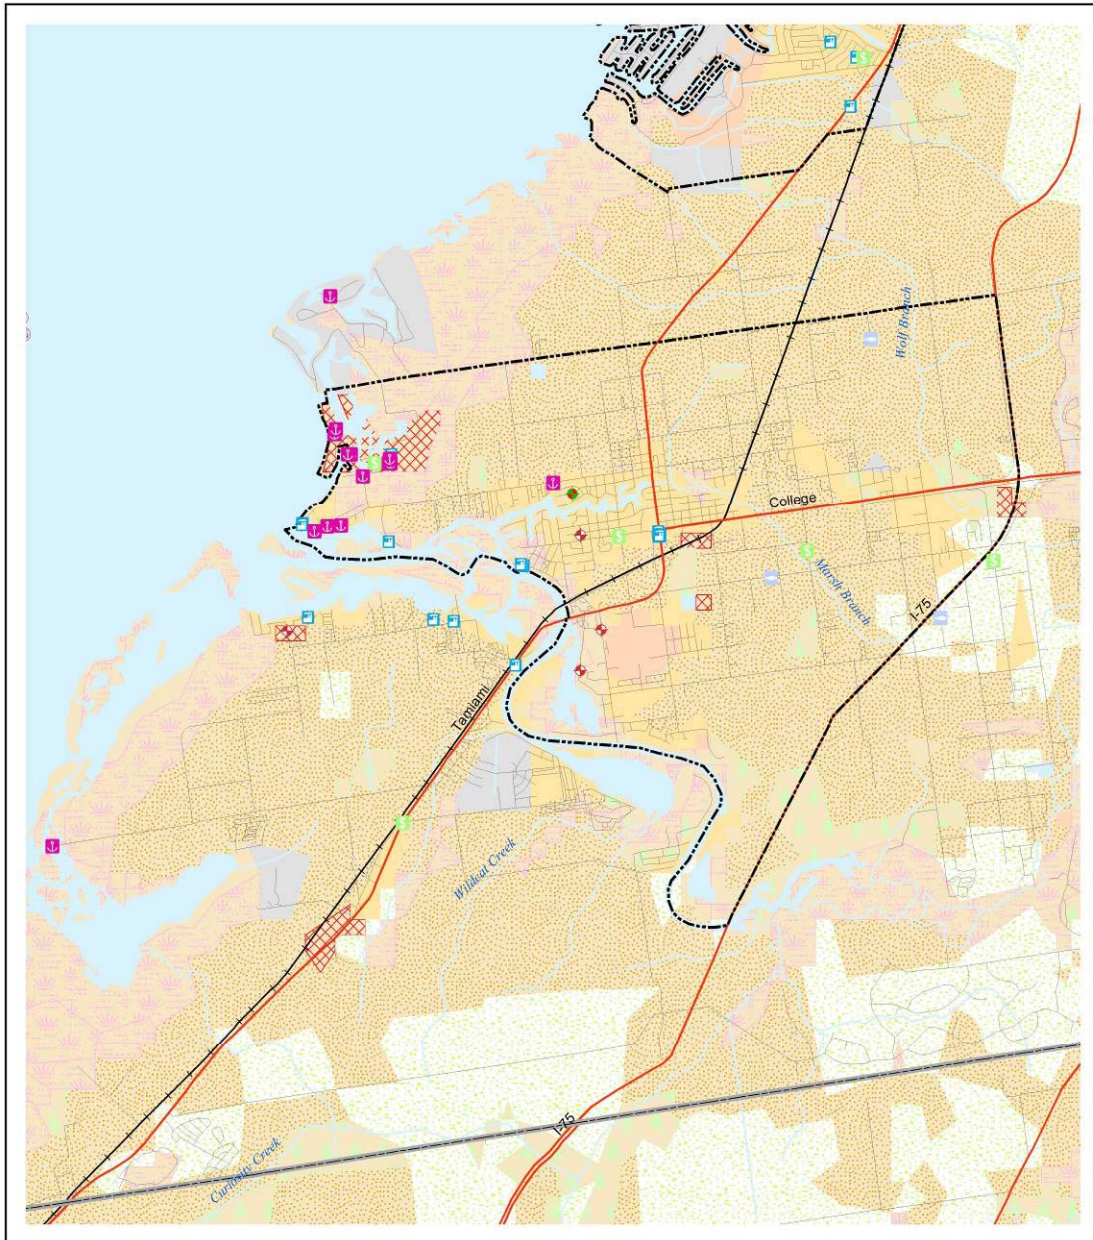 Wolf Branch
College
Marsh Branch
I-75
Tamiami
Wildcat Creek
I-75
Curiosity Creek